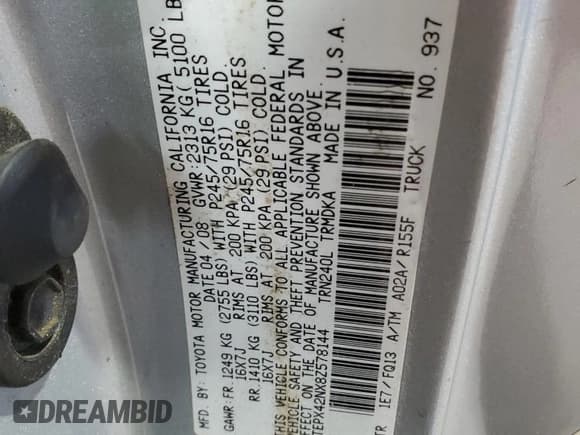 MFD. BY: TOYOTA MOTOR MANUFACTURING CALIFORNIA INC.
DATE 04/08 GVWR: 2313 KG( 5100 LB
GAWR: FR. 1249 KG (2755 LBS) WITH P245/75R16 TIRES
16X7J RIMS AT 200 KPA (29 PSI) COLD.
RR. 1410 KG (3110 LBS) WITH P245/75R16 TIRES
16X7J RIMS AT 200 KPA (29 PSI) COLD.
THIS VEHICLE CONFORMS TO ALL APPLICABLE FEDERAL MOTOR
VEHICLE SAFETY AND THEFT PREVENTION STANDARDS IN
EFFECT ON THE DATE OF MANUFACTURE SHOWN ABOVE.
TEPX42NX82578144 TRN240L TRMDKA MADE IN U.S.A.
TR 1E7/FQ13 A/TM A02A/R155F TRUCK NO. 937
DREAMBID